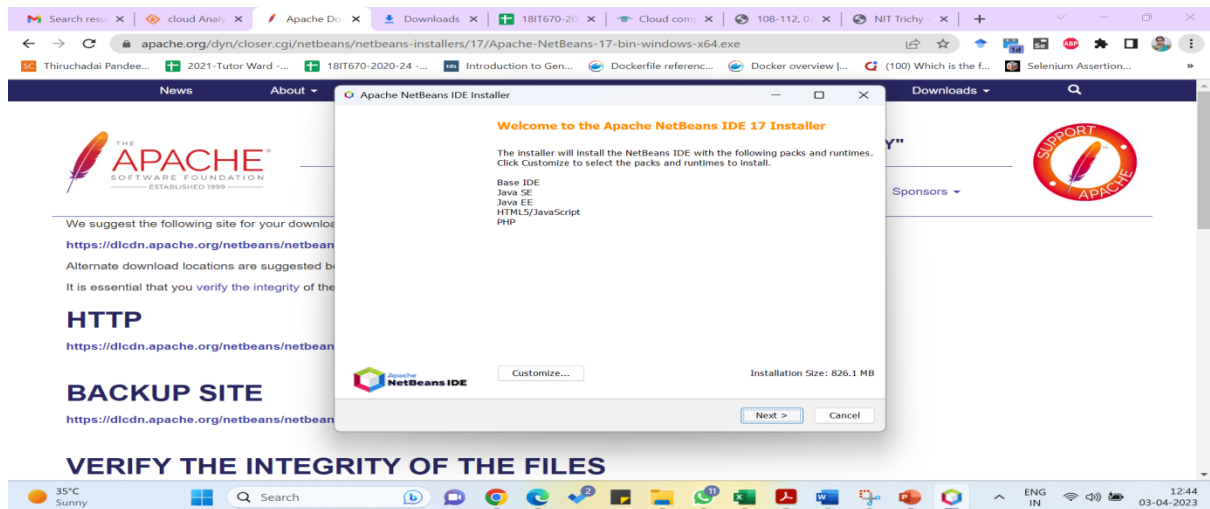 Search resu
cloud Analy
Apache Do
Downloads
18IT670-20
Cloud com
108-112, 0
NIT Trichy
apache.org/dyn/closer.cgi/netbeans/netbeans-installers/17/Apache-NetBeans-17-bin-windows-x64.exe
Thiruchadai Pandee...
2021-Tutor Ward -...
18IT670-2020-24 -...
Introduction to Gen...
Dockerfile referenc...
Docker overview |...
(100) Which is the f...
Selenium Assertion...
»
News
About
Downloads
THE
APACHE®
SOFTWARE FOUNDATION
ESTABLISHED 1999
Y"
Sponsors
SUPPORT
APACHE
Apache NetBeans IDE Installer
Welcome to the Apache NetBeans IDE 17 Installer
The installer will install the NetBeans IDE with the following packs and runtimes.
Click Customize to select the packs and runtimes to install.
Base IDE
Java SE
Java EE
HTML5/JavaScript
PHP
Apache
NetBeans IDE
Customize...
Installation Size: 826.1 MB
Next >
Cancel
We suggest the following site for your downloa
https://dlcdn.apache.org/netbeans/netbean
Alternate download locations are suggested b
It is essential that you verify the integrity of the
HTTP
https://dlcdn.apache.org/netbeans/netbean
BACKUP SITE
https://dlcdn.apache.org/netbeans/netbean
VERIFY THE INTEGRITY OF THE FILES
35°C
Sunny
Search
ENG
IN
12:44
03-04-2023